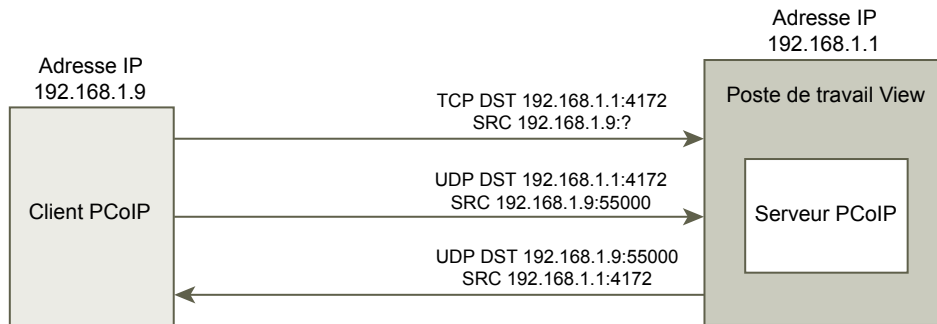 Adresse IP
192.168.1.1
Adresse IP
192.168.1.9
TCP DST 192.168.1.1:4172
SRC 192.168.1.9:?
Poste de travail View
UDP DST 192.168.1.1:4172
SRC 192.168.1.9:55000
Client PCoIP
Serveur PCoIP
UDP DST 192.168.1.9:55000
SRC 192.168.1.1:4172